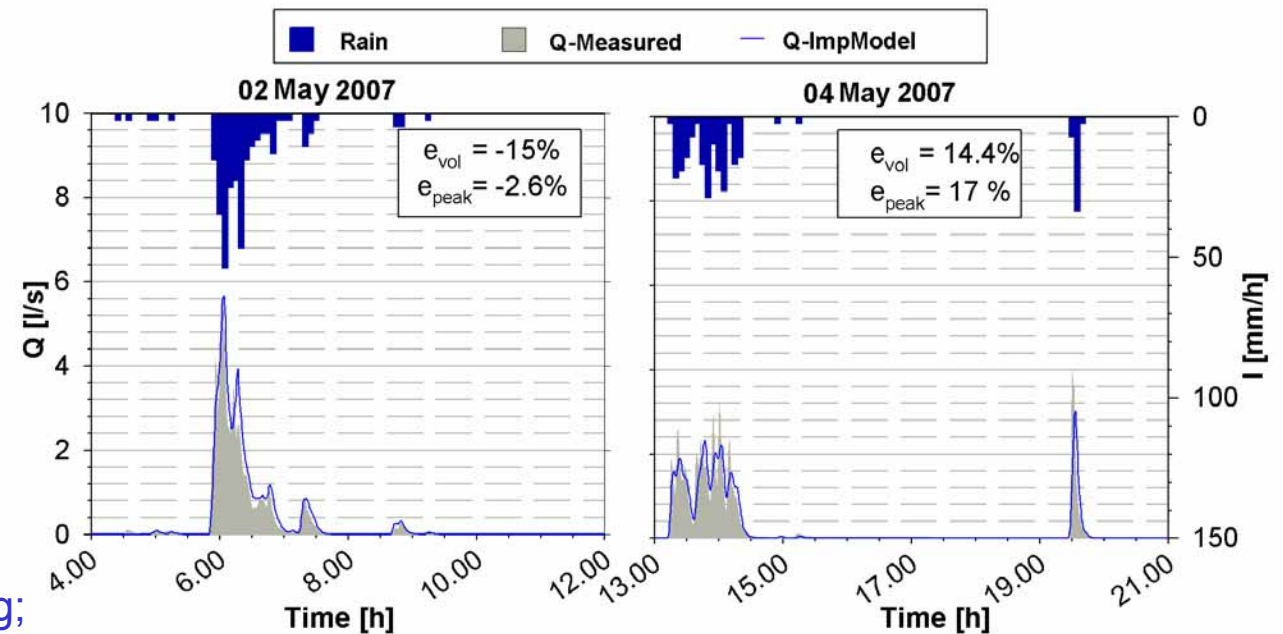 Rain Q-Measured Q-ImpModel
02 May 2007
04 May 2007
10
8
6
4
2
0
Q [l/s]
e_vol = -15%
e_peak = -2.6%
4.00 6.00 8.00 10.00 12.00
Time [h]
e_vol = 14.4%
e_peak = 17 %
13.00 15.00 17.00 19.00 21.00
Time [h]
0
50
100
150
I [mm/h]
g;